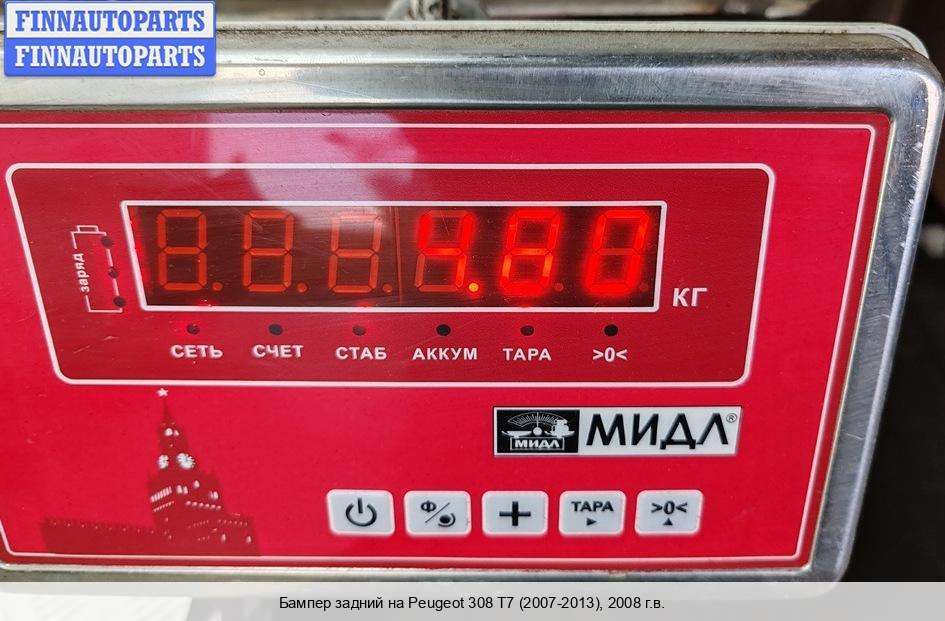 FINNAUTOPARTS
FINNAUTOPARTS
заряд
4.80
КГ
СЕТЬ СЧЕТ СТАБ АККУМ ТАРА >0<
МИДЛ МИДЛ®
Ф/ + ТАРА >0<
Бампер задний на Peugeot 308 T7 (2007-2013), 2008 г.в.